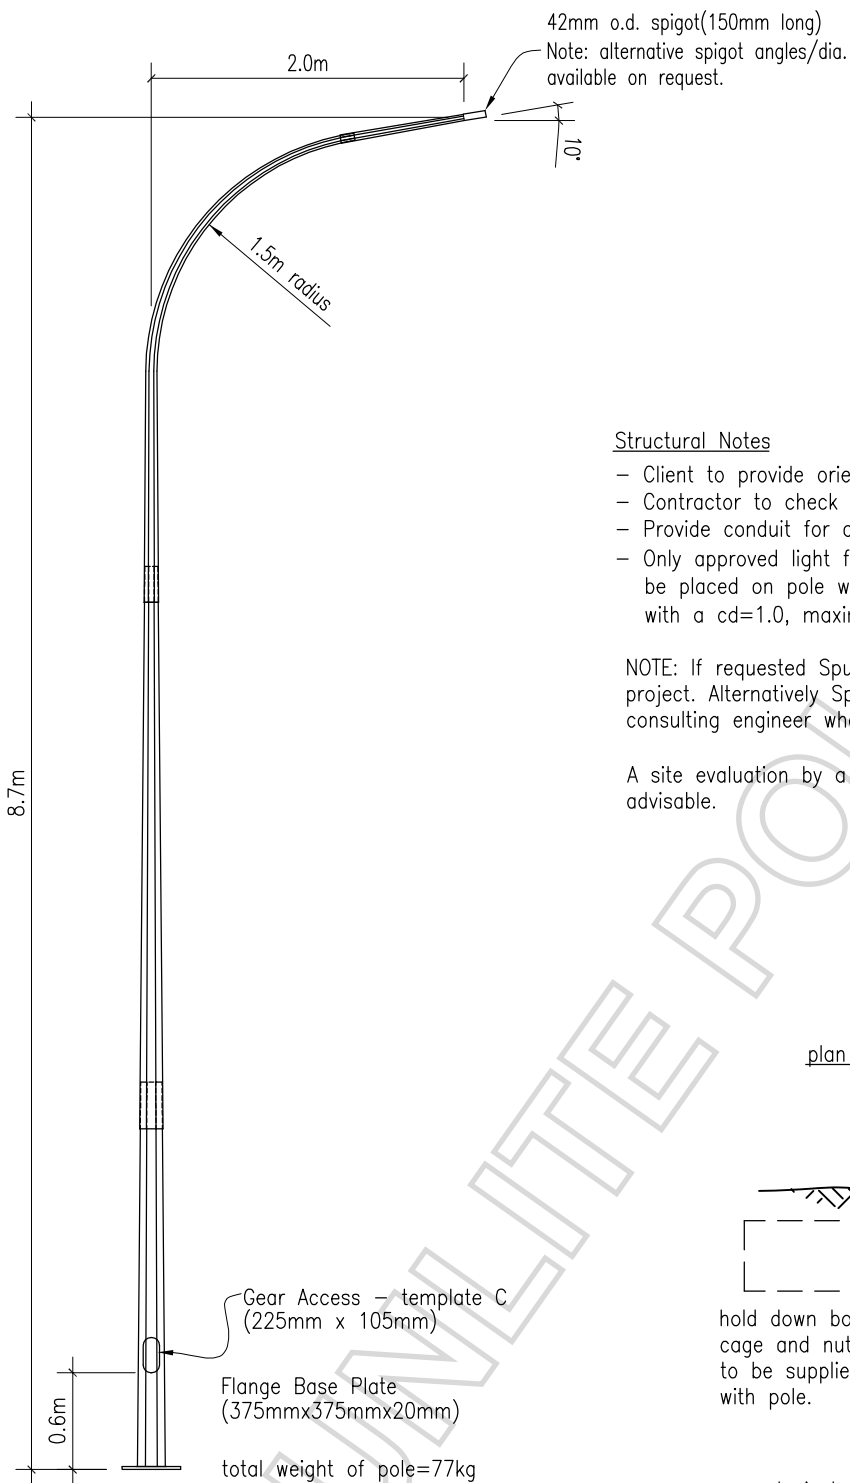 42mm o.d. spigot(150mm long)
Note: alternative spigot angles/dia.
available on request.
2.0m
10°
1.5m radius
Structural Notes
- Client to provide orie
- Contractor to check
- Provide conduit for
- Only approved light f
be placed on pole w
with a cd=1.0, maxi
NOTE: If requested Spu
project. Alternatively Sp
consulting engineer whe
A site evaluation by a
advisable.
8.7m
plan
Gear Access - template C
(225mm x 105mm)
hold down bo
cage and nut
to be supplie
with pole.
Flange Base Plate
(375mmx375mmx20mm)
0.6m
total weight of pole=77kg
UNLITE PO